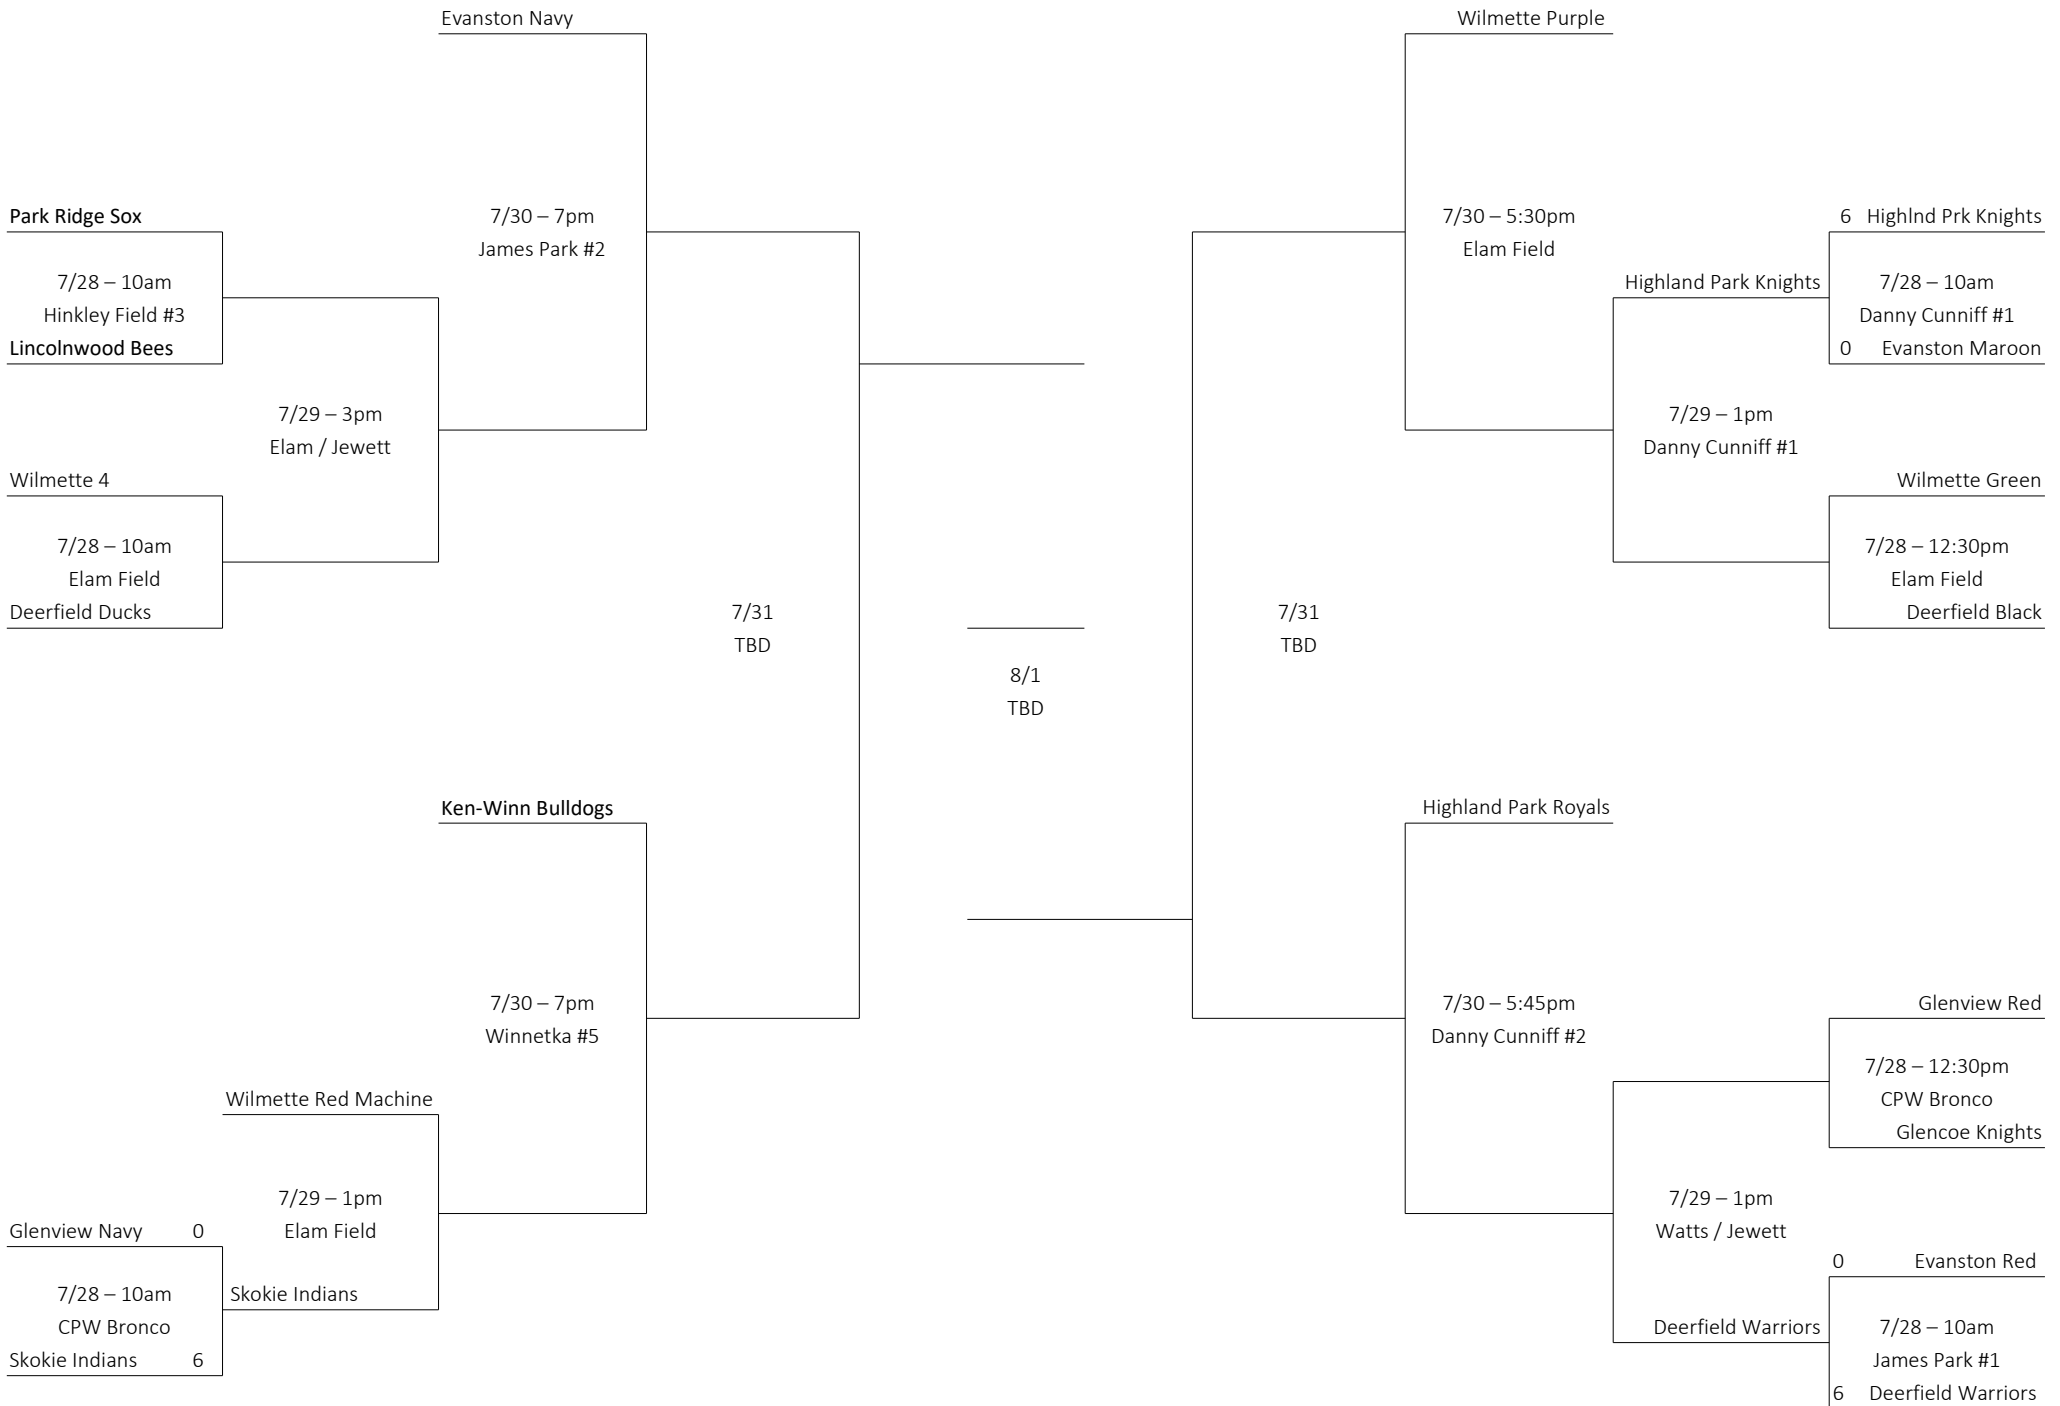 Evanston Navy
Wilmette Purple
Park Ridge Sox
7/30 – 7pm
7/30 – 5:30pm
6 Highlnd Prk Knights
James Park #2
Elam Field
7/28 – 10am
Highland Park Knights
7/28 – 10am
Hinkley Field #3
Danny Cunniff #1
Lincolnwood Bees
0 Evanston Maroon
7/29 – 3pm
7/29 – 1pm
Elam / Jewett
Danny Cunniff #1
Wilmette 4
Wilmette Green
7/28 – 10am
7/28 – 12:30pm
Elam Field
Elam Field
Deerfield Ducks
7/31
7/31
Deerfield Black
TBD
TBD
8/1
TBD
Ken-Winn Bulldogs
Highland Park Royals
7/30 – 7pm
7/30 – 5:45pm
Glenview Red
Winnetka #5
Danny Cunniff #2
7/28 – 12:30pm
Wilmette Red Machine
CPW Bronco
Glencoe Knights
7/29 – 1pm
7/29 – 1pm
Glenview Navy 0
Elam Field
Watts / Jewett
0 Evanston Red
7/28 – 10am
Skokie Indians
CPW Bronco
Deerfield Warriors
7/28 – 10am
Skokie Indians 6
James Park #1
6 Deerfield Warriors